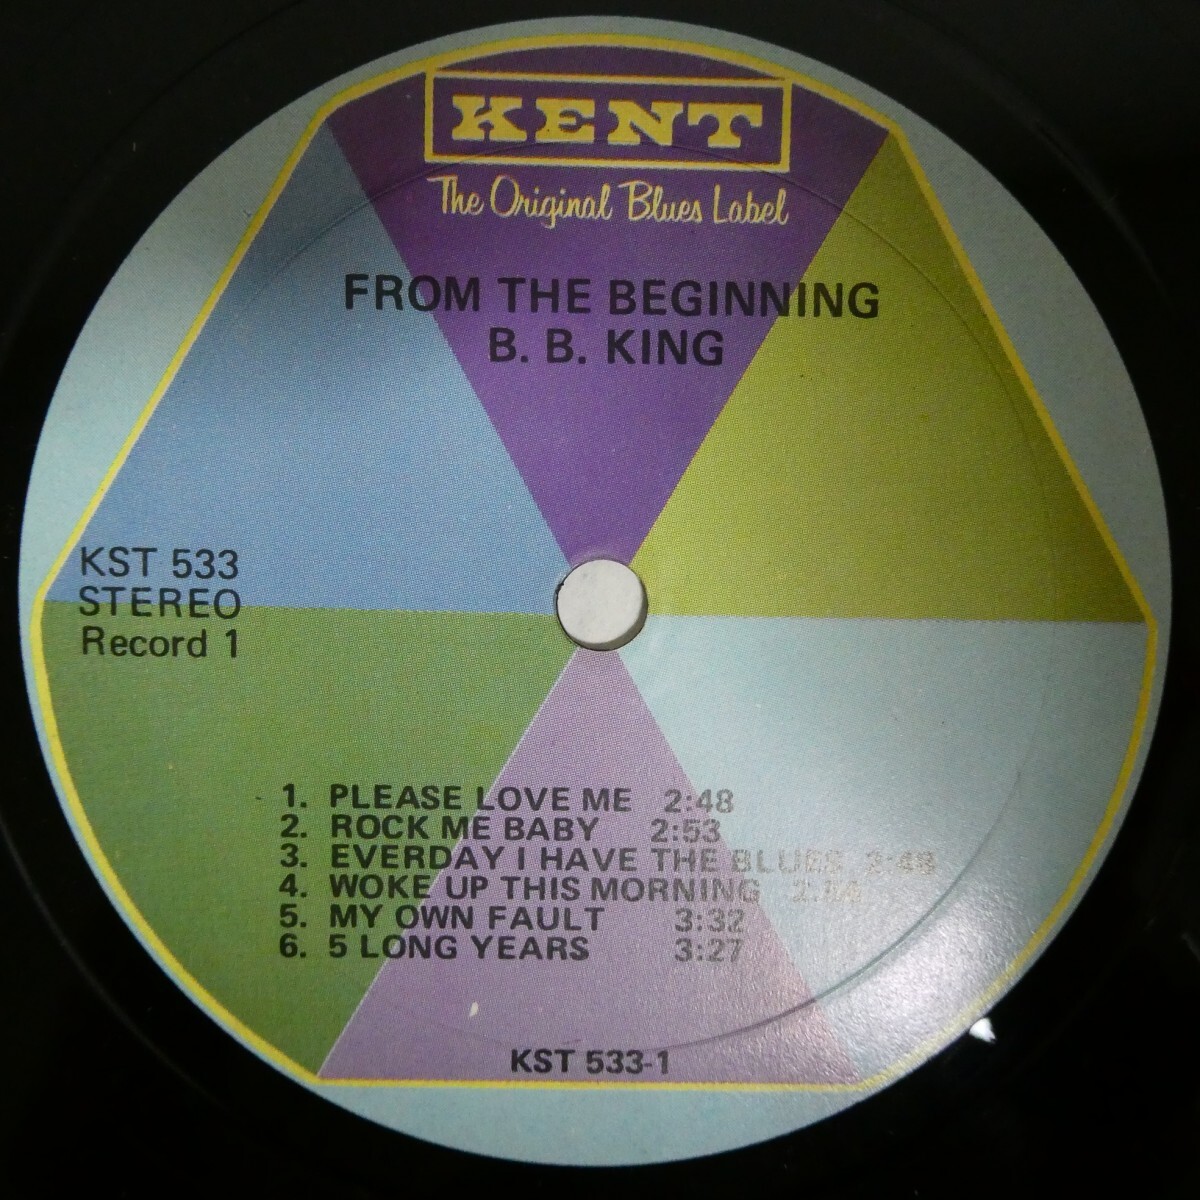 KENT
The Original Blues Label
FROM THE BEGINNING
B. B. KING
KST 533
STEREO
Record 1
1. PLEASE LOVE ME 2:48
2. ROCK ME BABY 2:53
3. EVERDAY I HAVE THE BLUES 2:48
4. WOKE UP THIS MORNING
5. MY OWN FAULT 3:32
6. 5 LONG YEARS 3:27
KST 533-1